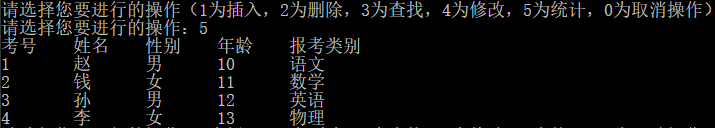 请选择您要进行的操作（1为插入，2为删除，3为查找，4为修改，5为统计，0为取消操作）
请选择您要进行的操作：5
考号 姓名 性别 年龄 报考类别
1 赵 男 10 语文
2 钱 女 11 数学
3 孙 男 12 英语
4 李 女 13 物理